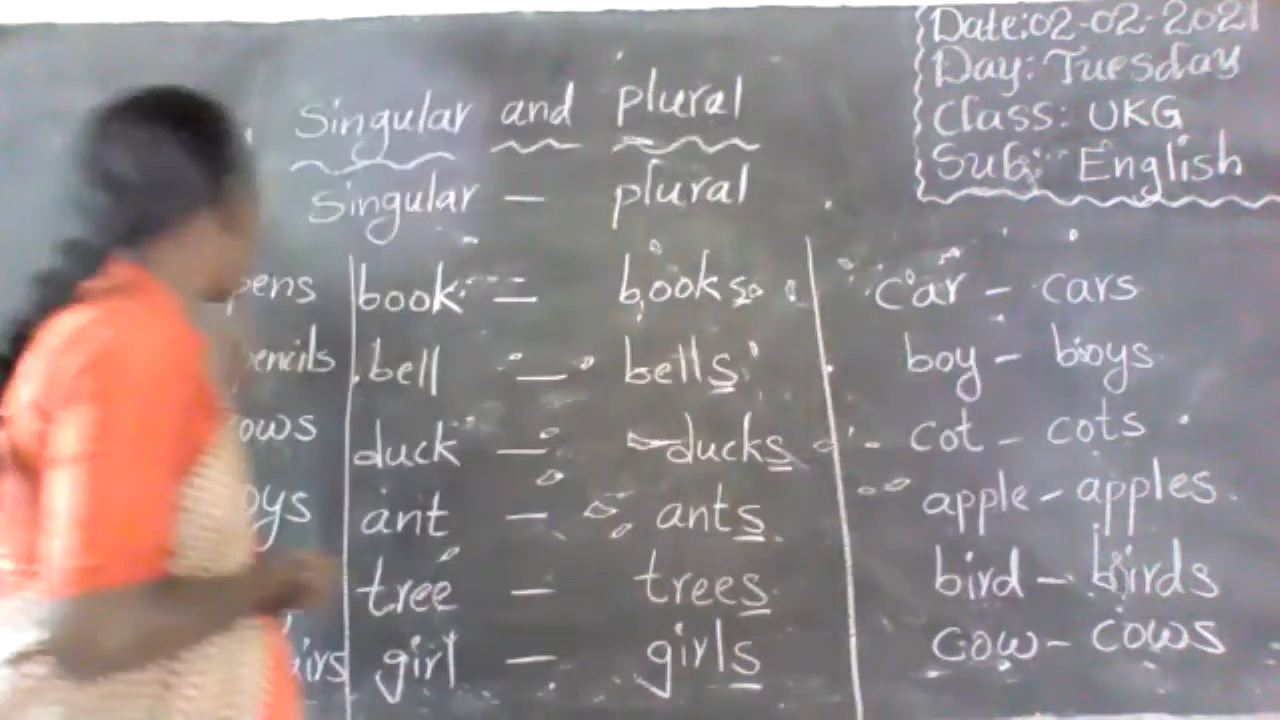 Date:02-02-2021
Day: Tuesday
Class: UKG
Sub: English
Singular and plural
Singular — plural
pens
pencils
book — books
bell — bells
duck — ducks
ant — ants
tree — trees
girl — girls
car — cars
boy — boys
cot — cots
apple — apples
bird — birds
cow — cows